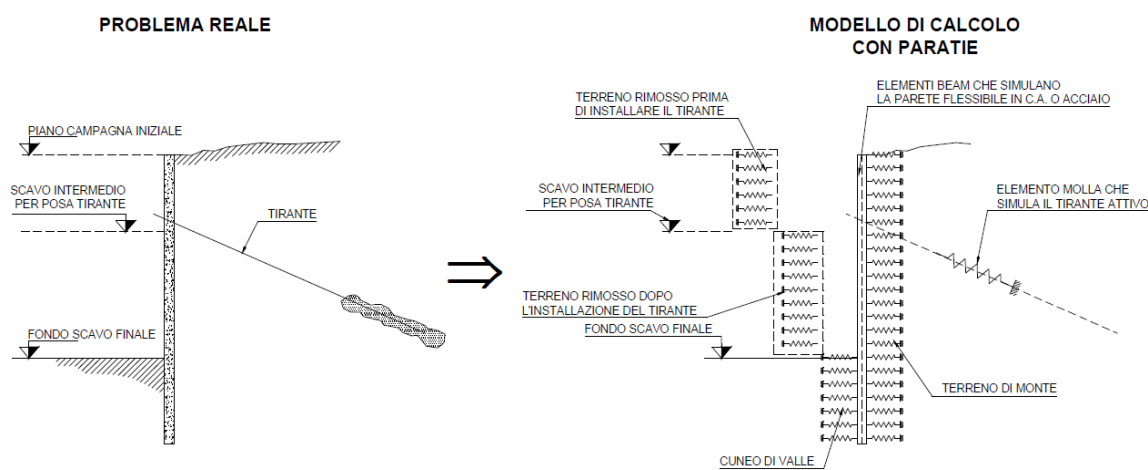 PROBLEMA REALE
PIANO CAMPAGNA INIZIALE
SCAVO INTERMEDIO
PER POSA TIRANTE
TIRANTE
FONDO SCAVO FINALE
MODELLO DI CALCOLO
CON PARATIE
ELEMENTI BEAM CHE SIMULANO
LA PARETE FLESSIBILE IN C.A. O ACCIAIO
TERRENO RIMOSSO PRIMA
DI INSTALLARE IL TIRANTE
SCAVO INTERMEDIO
PER POSA TIRANTE
ELEMENTO MOLLA CHE
SIMULA IL TIRANTE ATTIVO
TERRENO RIMOSSO DOPO
L'INSTALLAZIONE DEL TIRANTE
FONDO SCAVO FINALE
TERRENO DI MONTE
CUNEO DI VALLE